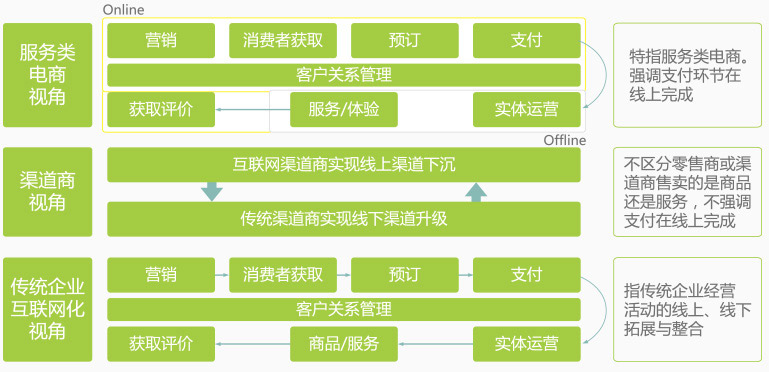 Online
服务类
电商
视角
营销
消费者获取
预订
支付
客户关系管理
获取评价
服务/体验
实体运营
Offline
特指服务类电商。
强调支付环节在
线上完成
渠道商
视角
互联网渠道商实现线上渠道下沉
传统渠道商实现线下渠道升级
不区分零售商或渠
道商售卖的是商品
还是服务，不强调
支付在线上完成
传统企业
互联网化
视角
营销
消费者获取
预订
支付
客户关系管理
获取评价
商品/服务
实体运营
指传统企业经营
活动的线上、线下
拓展与整合